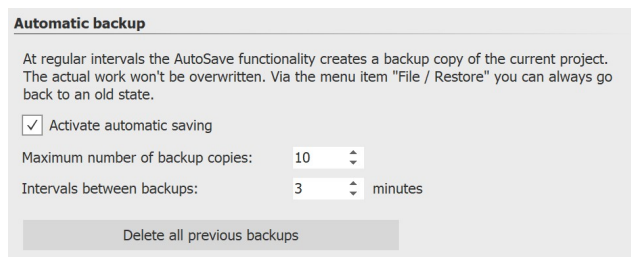 Automatic backup
At regular intervals the AutoSave functionality creates a backup copy of the current project.
The actual work won't be overwritten. Via the menu item "File / Restore" you can always go
back to an old state.
Activate automatic saving
Maximum number of backup copies: 10
Intervals between backups: 3 minutes
Delete all previous backups